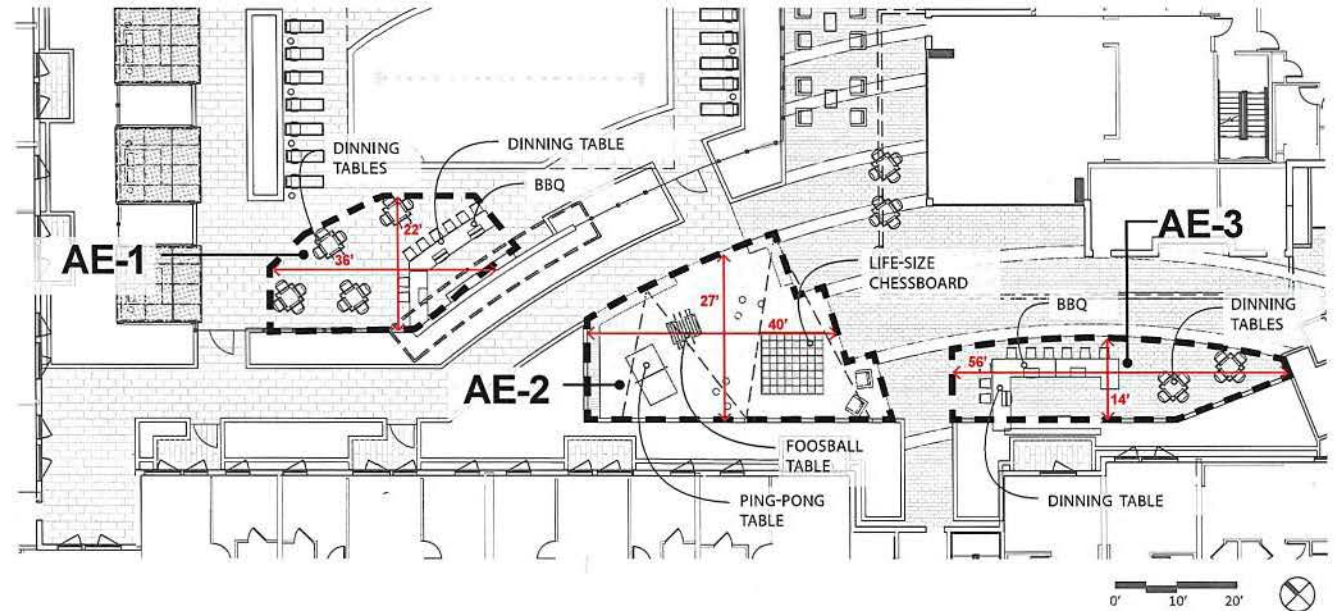 DINNING
TABLES
DINNING TABLE
BBQ
AE-1
22'
36'
AE-2
27'
40'
LIFE-SIZE
CHESSBOARD
FOOSBALL
TABLE
PING-PONG
TABLE
AE-3
BBQ
DINNING
TABLES
56'
14'
DINNING TABLE
0'
10'
20'